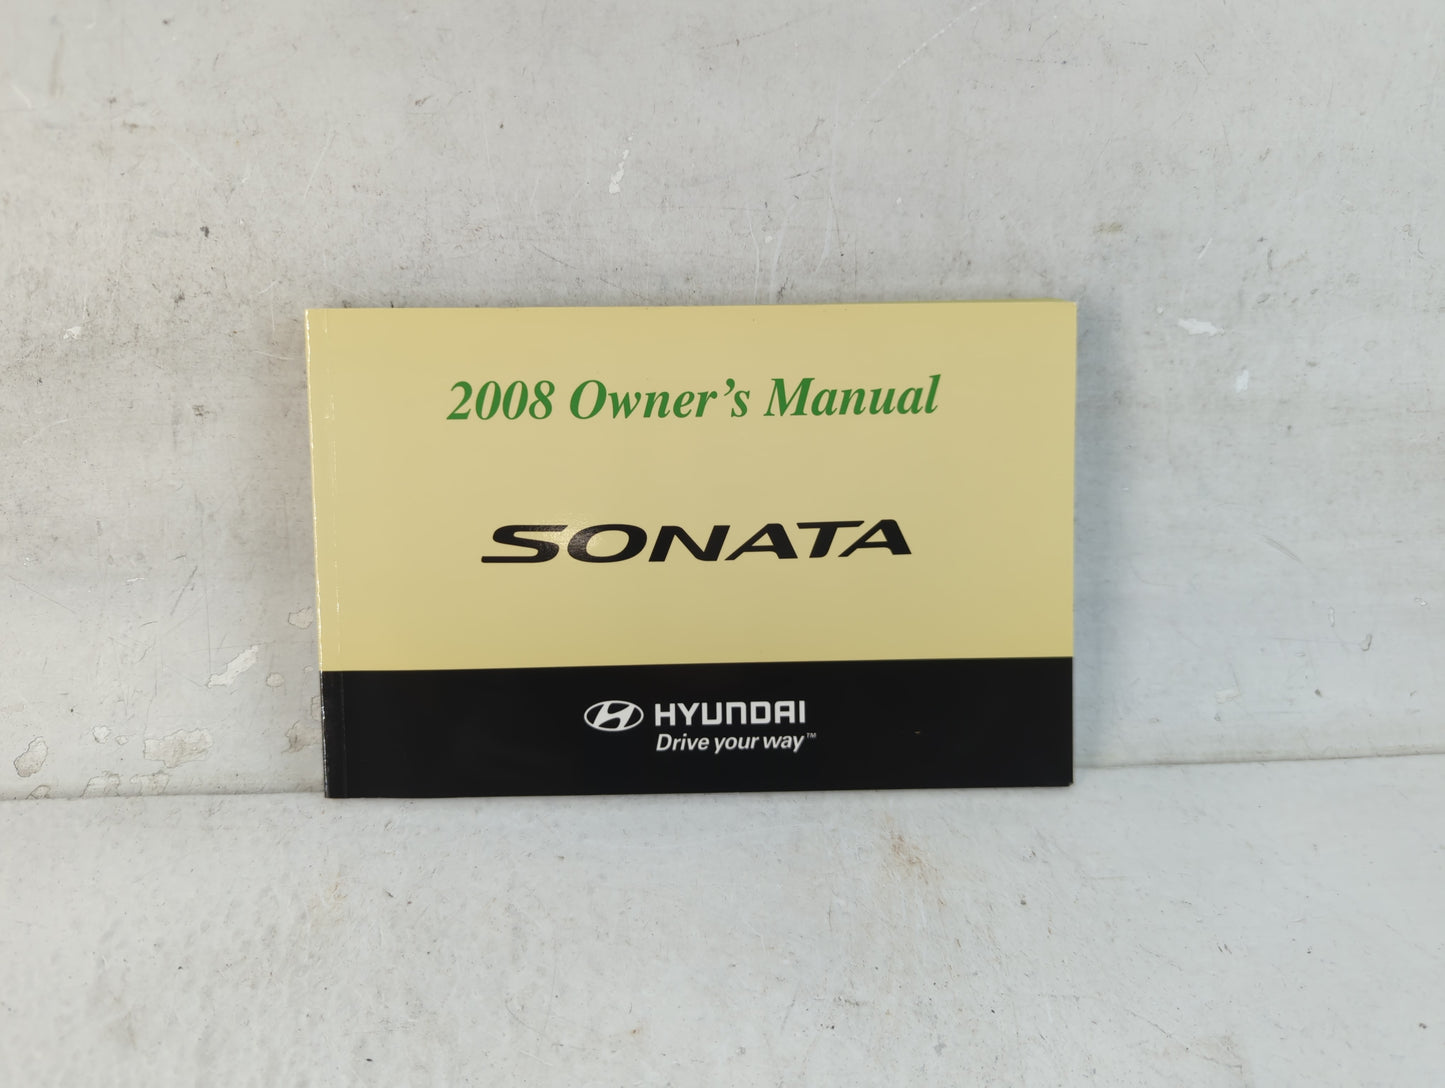 2008 Owner's Manual
SONATA
HYUNDAI
Drive your way™